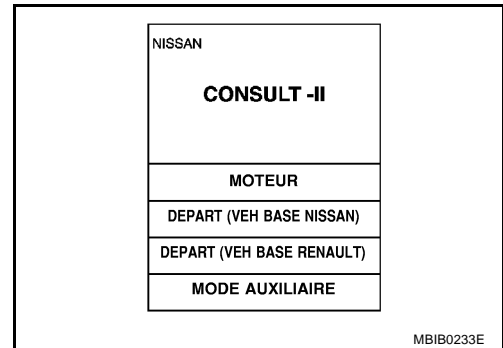 NISSAN
CONSULT -II
MOTEUR
DEPART (VEH BASE NISSAN)
DEPART (VEH BASE RENAULT)
MODE AUXILIAIRE
MBIB0233E